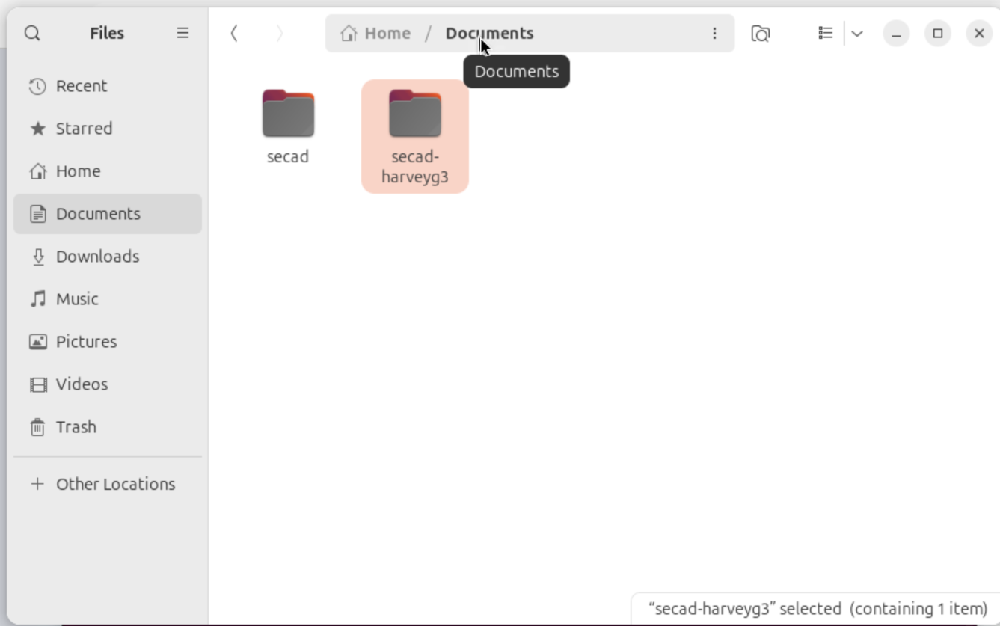 Files
Home / Documents
Documents
Recent
Starred
Home
Documents
Downloads
Music
Pictures
Videos
Trash
Other Locations
secad
secad-
harveyg3
“secad-harveyg3” selected (containing 1 item)